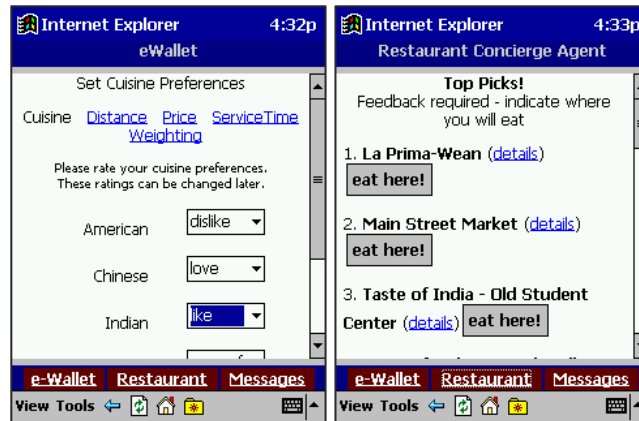 Internet Explorer 4:32p
eWallet
Set Cuisine Preferences
Cuisine Distance Price ServiceTime
Weighting
Please rate your cuisine preferences.
These ratings can be changed later.
American dislike
Chinese love
Indian like
e-Wallet Restaurant Messages
View Tools
Internet Explorer 4:33p
Restaurant Concierge Agent
Top Picks!
Feedback required - indicate where
you will eat
1. La Prima-Wean (details)
eat here!
2. Main Street Market (details)
eat here!
3. Taste of India - Old Student
Center (details) eat here!
e-Wallet Restaurant Messages
View Tools